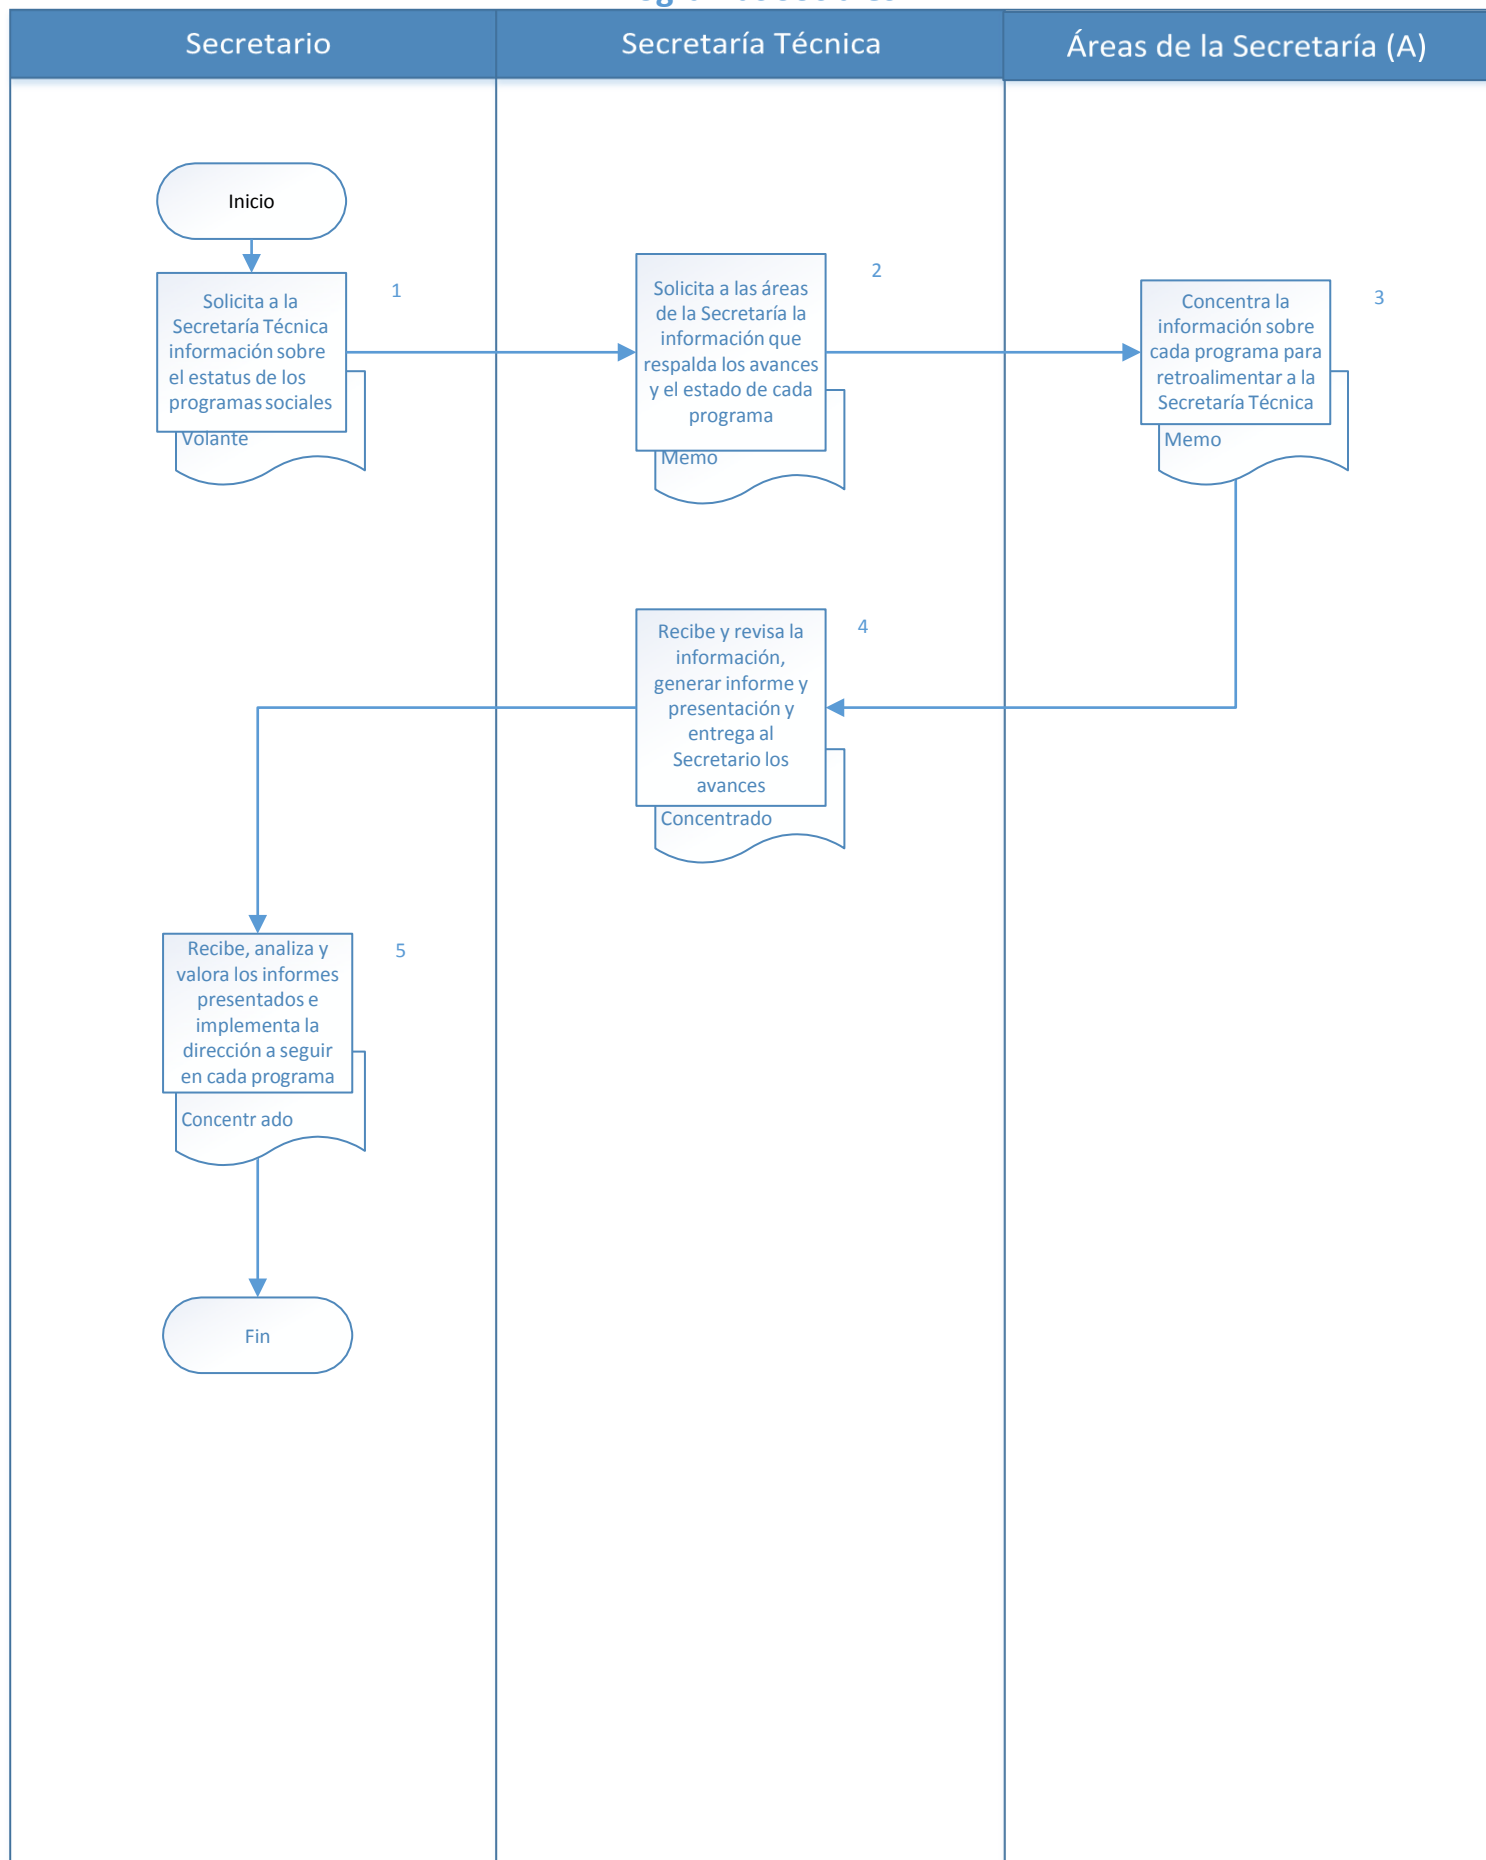 Secretario
Secretaría Técnica
Áreas de la Secretaría (A)
Inicio
1
Solicita a la
Secretaría Técnica
información sobre
el estatus de los
programas sociales
Volante
2
Solicita a las áreas
de la Secretaría la
información que
respalda los avances
y el estado de cada
programa
Memo
3
Concentra la
información sobre
cada programa para
retroalimentar a la
Secretaría Técnica
Memo
4
Recibe y revisa la
información,
generar informe y
presentación y
entrega al
Secretario los
avances
Concentrado
5
Recibe, analiza y
valora los informes
presentados e
implementa la
dirección a seguir
en cada programa
Concentr ado
Fin